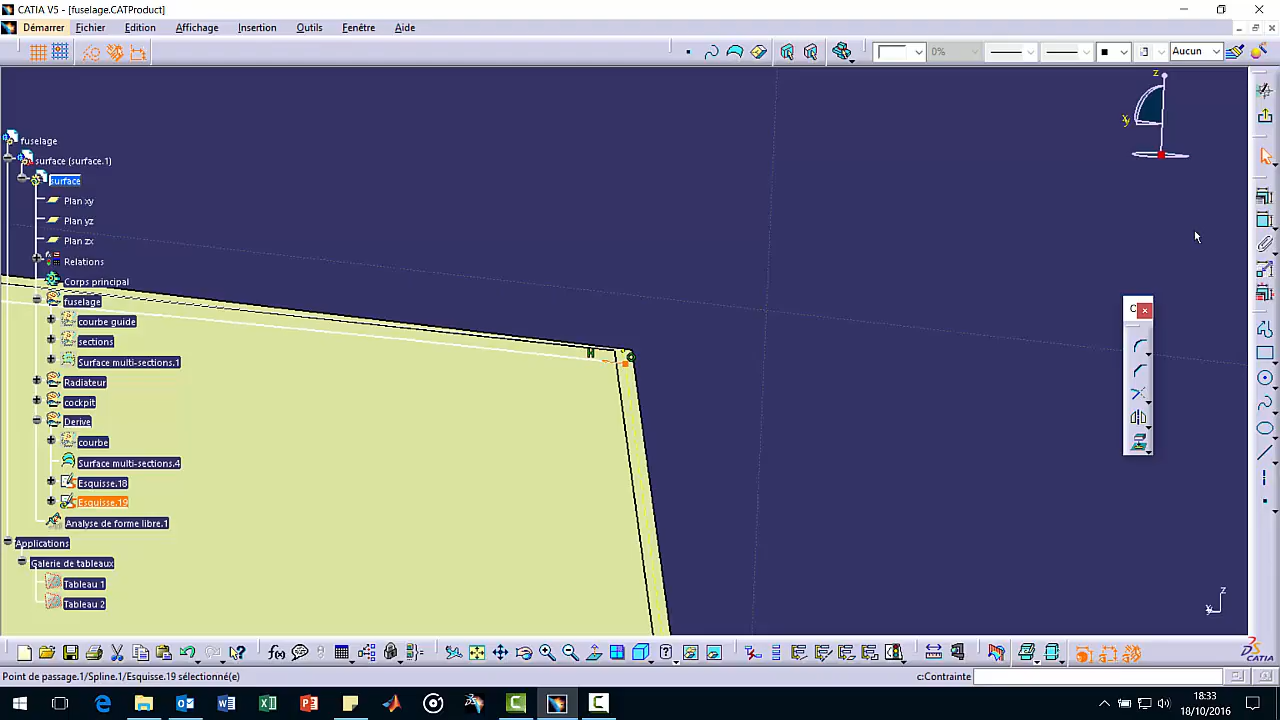 CATIA V5 - [fuselage.CATProduct]
Démarrer Fichier Edition Affichage Insertion Outils Fenêtre Aide
0% Aucun
z
y
fuselage
surface (surface.1)
surface
Plan xy
Plan yz
Plan zx
Relations
Corps principal
fuselage
courbe guide
sections
Surface multi-sections.1
Radiateur
cockpit
Derive
courbe
Surface multi-sections.4
Esquisse.18
Esquisse.19
Analyse de forme libre.1
Applications
Galerie de tableaux
Tableau 1
Tableau 2
H
C
z
x
f(x)
CATIA
Point de passage.1/Spline.1/Esquisse.19 sélectionné(e)
c:Contrainte
18:33
18/10/2016